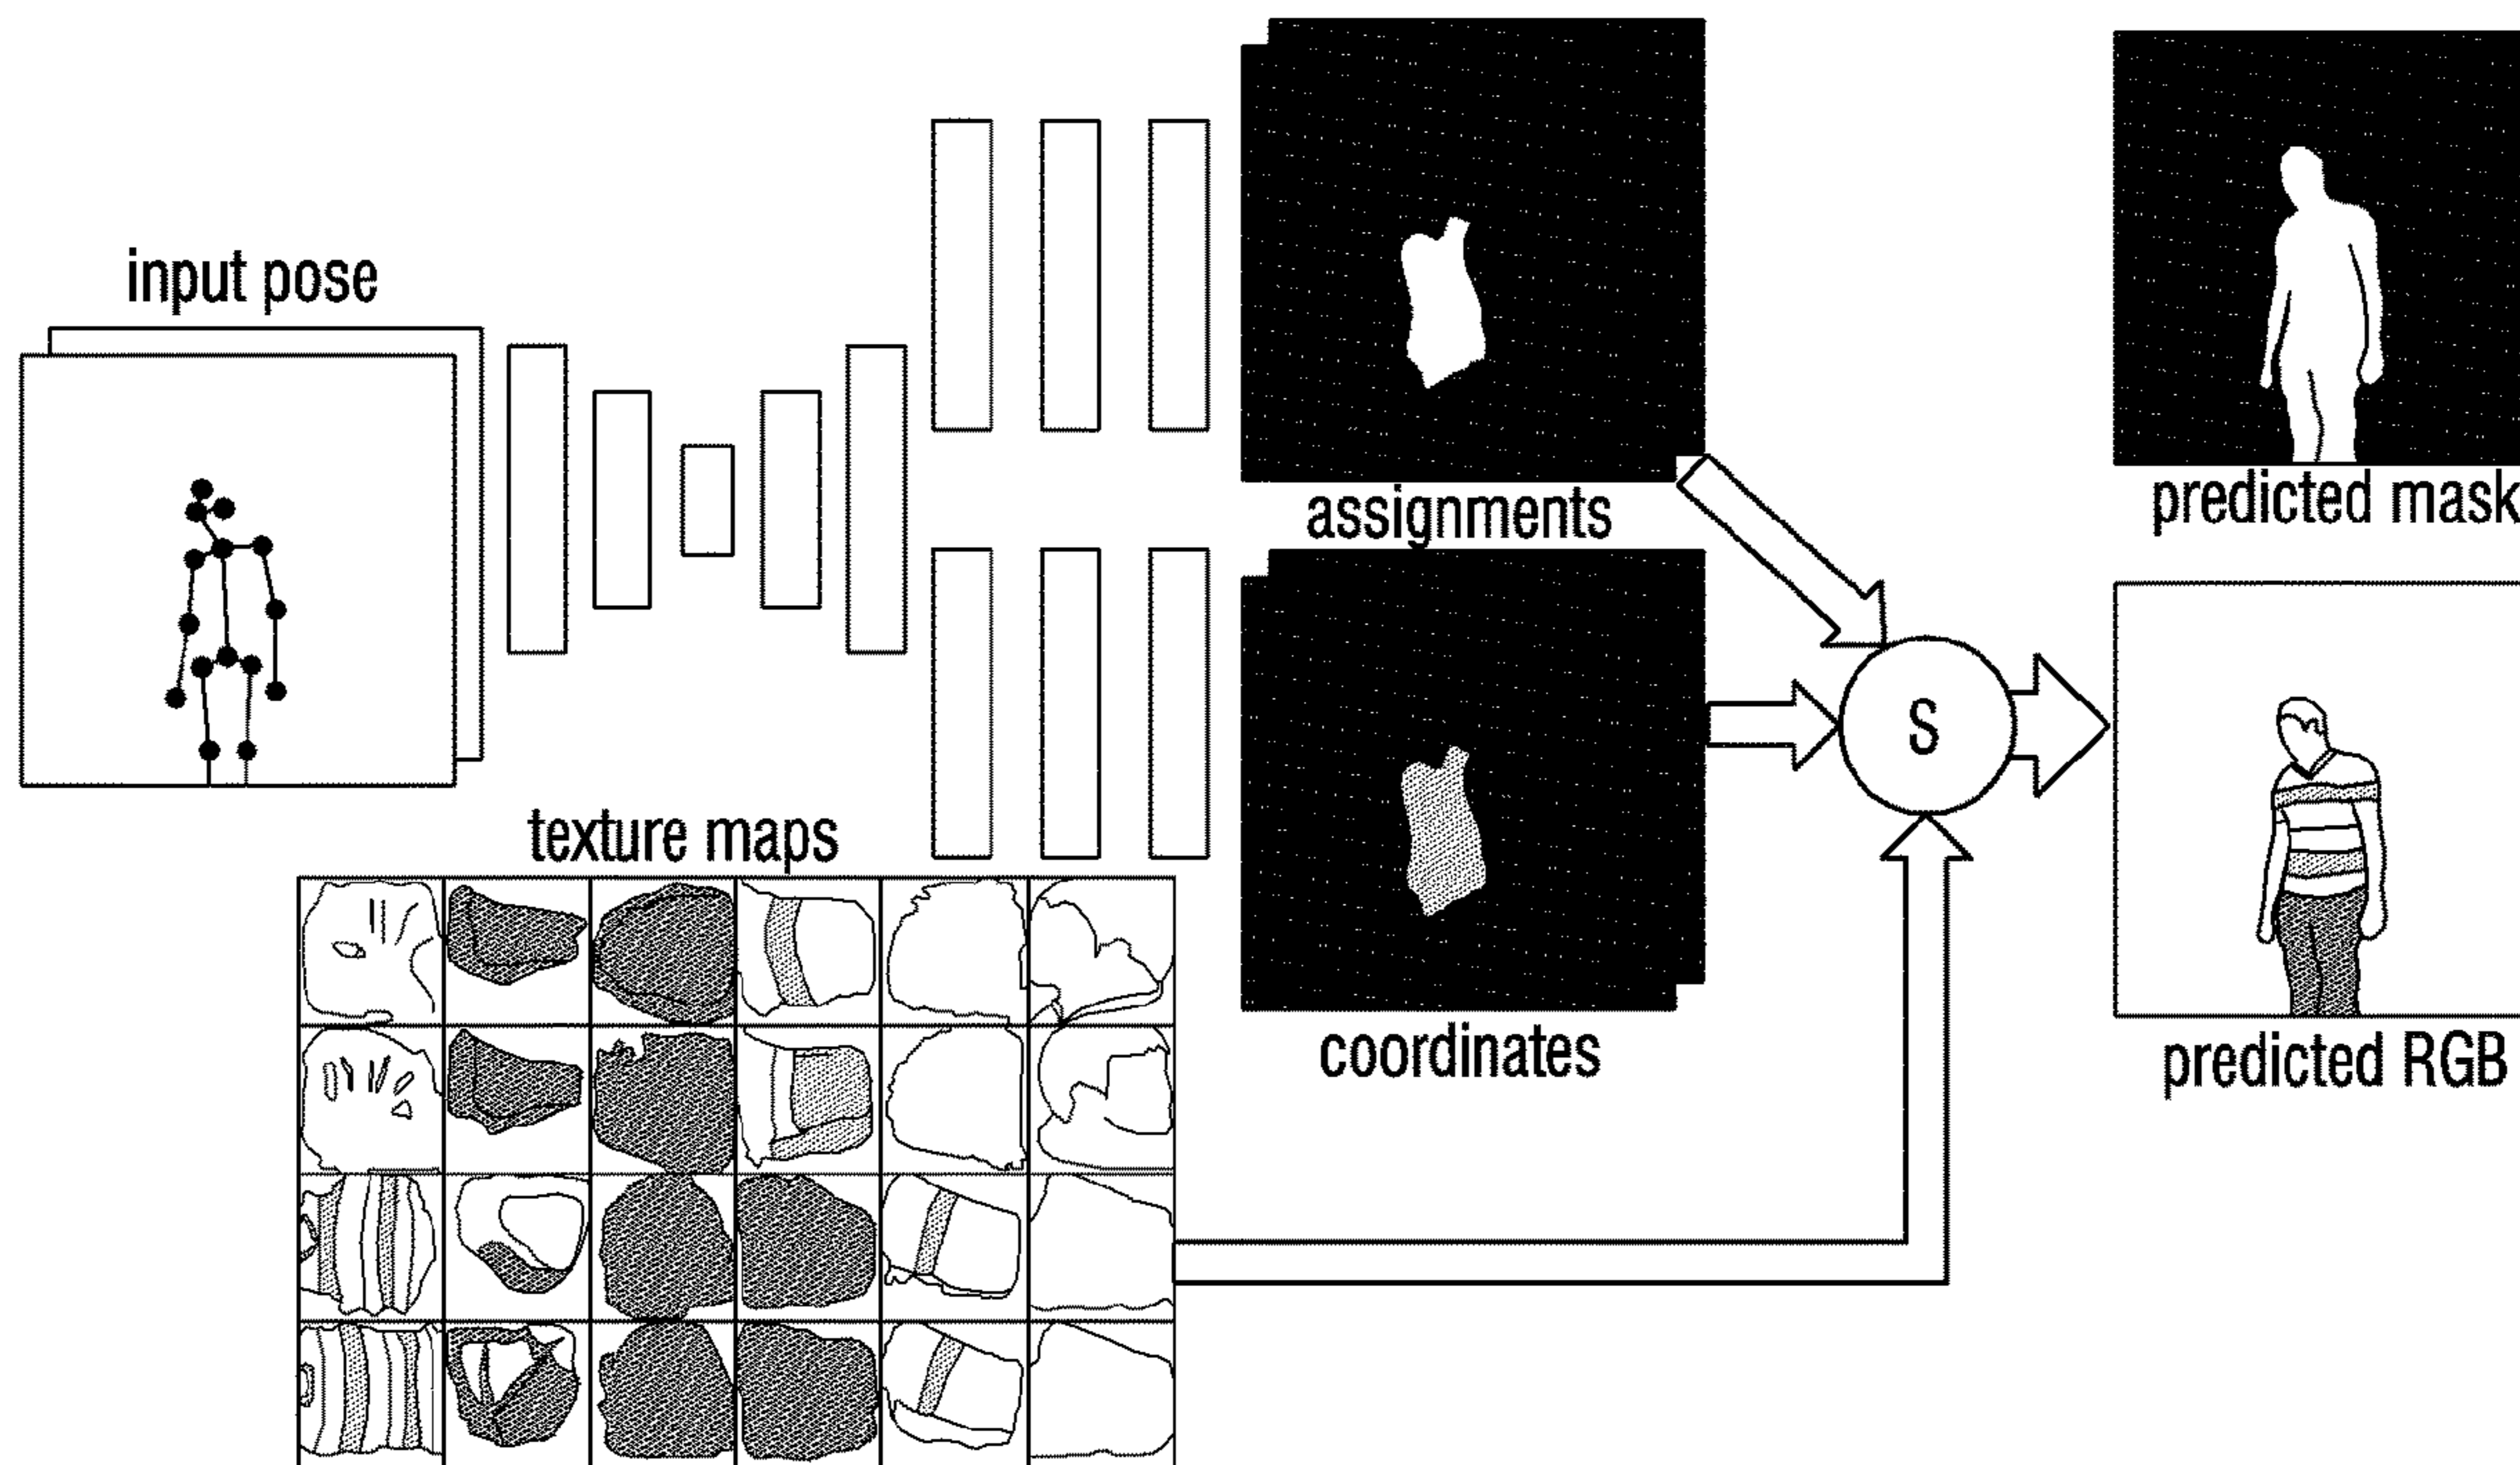 input pose
assignments
predicted mask
S
texture maps
coordinates
predicted RGB